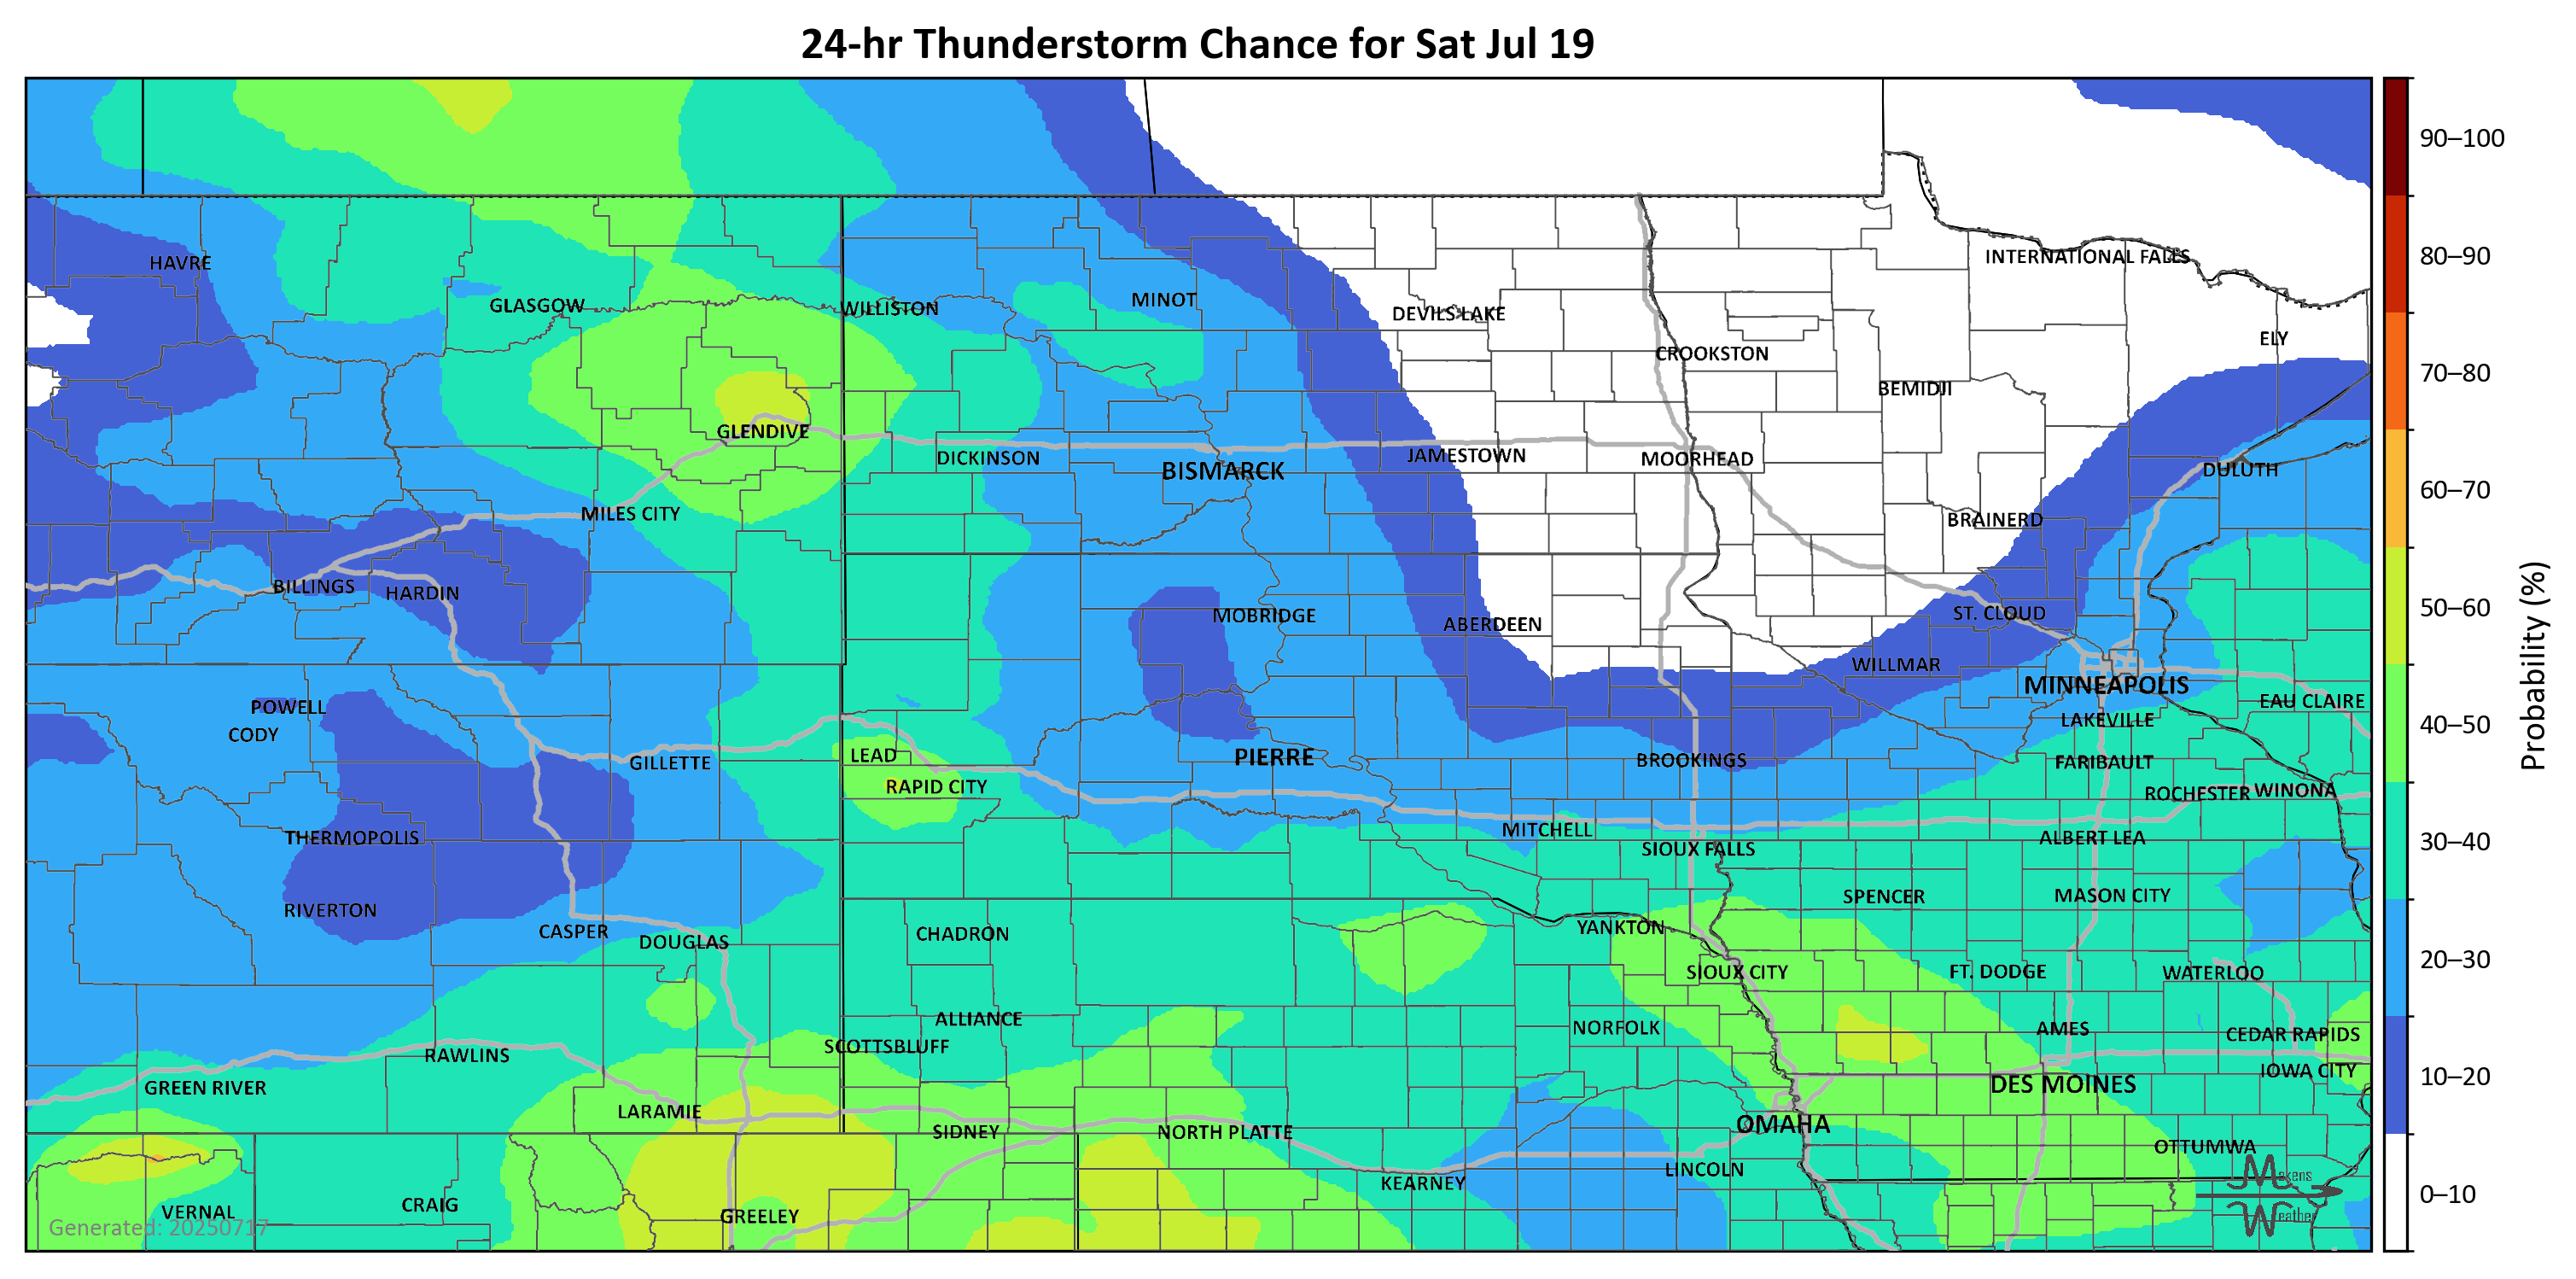 24-hr Thunderstorm Chance for Sat Jul 19
90–100
HAVRE
INTERNATIONAL FALLS
80–90
GLASGOW
WILLISTON
MINOT
DEVILS LAKE
ELY
CROOKSTON
70–80
BEMIDJI
GLENDIVE
DICKINSON
BISMARCK
JAMESTOWN
MOORHEAD
DULUTH
60–70
MILES CITY
BRAINERD
BILLINGS
HARDIN
MOBRIDGE
ABERDEEN
ST. CLOUD
50–60
WILLMAR
Probability (%)
POWELL
MINNEAPOLIS
EAU CLAIRE
CODY
LAKEVILLE
40–50
GILLETTE
LEAD
PIERRE
BROOKINGS
FARIBAULT
RAPID CITY
ROCHESTER
WINONA
THERMOPOLIS
MITCHELL
ALBERT LEA
30–40
SIOUX FALLS
RIVERTON
SPENCER
MASON CITY
CASPER
DOUGLAS
CHADRON
YANKTON
20–30
SIOUX CITY
FT. DODGE
WATERLOO
ALLIANCE
NORFOLK
AMES
CEDAR RAPIDS
RAWLINS
SCOTTSBLUFF
IOWA CITY
10–20
GREEN RIVER
DES MOINES
LARAMIE
SIDNEY
NORTH PLATTE
OMAHA
OTTUMWA
KEARNEY
LINCOLN
Makens
Weather
0–10
VERNAL
CRAIG
GREELEY
Generated: 20250717